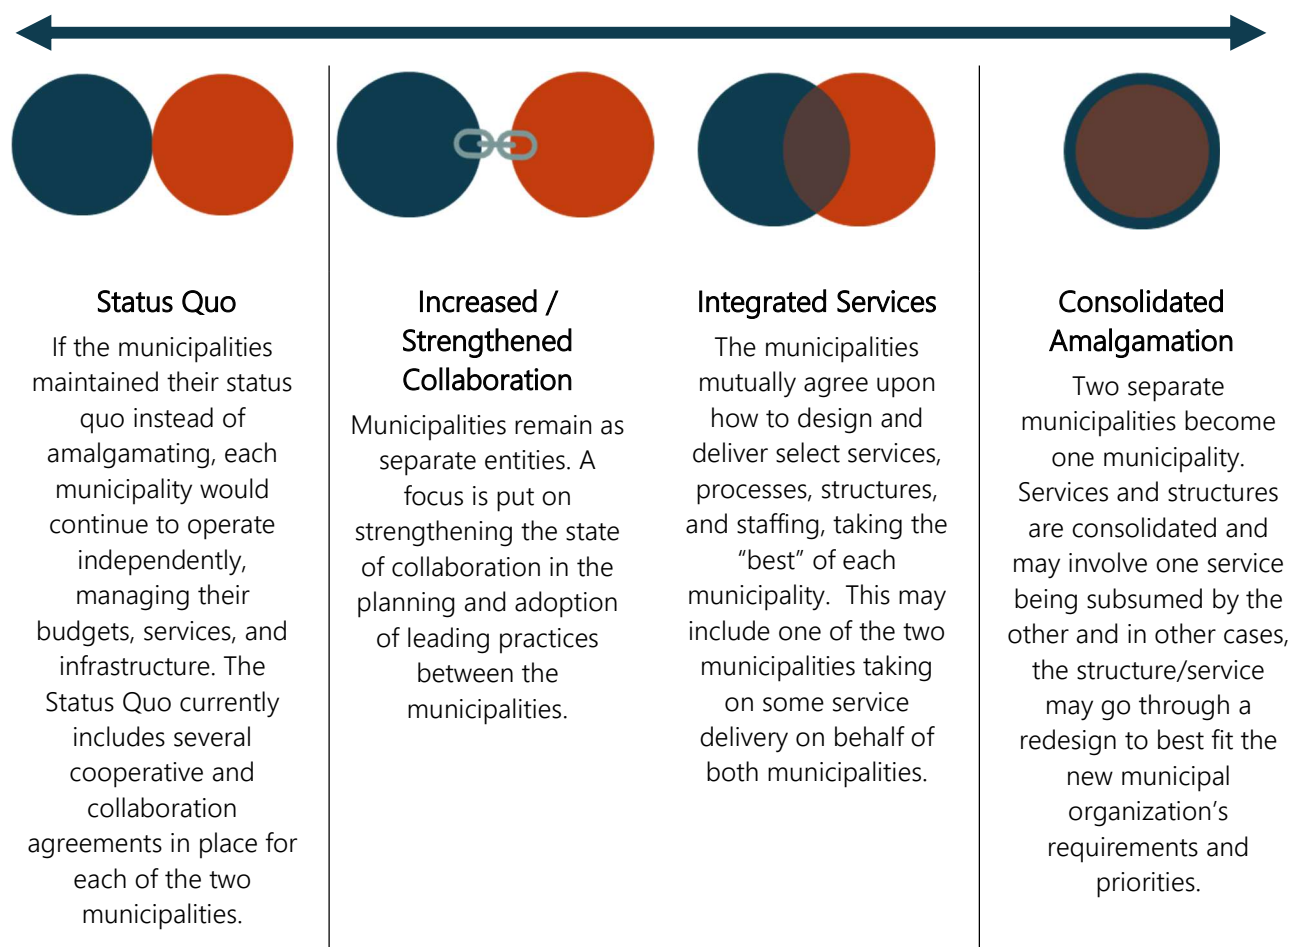 Status Quo
If the municipalities
maintained their status
quo instead of
amalgamating, each
municipality would
continue to operate
independently,
managing their
budgets, services, and
infrastructure. The
Status Quo currently
includes several
cooperative and
collaboration
agreements in place for
each of the two
municipalities.
Increased /
Strengthened
Collaboration
Municipalities remain as
separate entities. A
focus is put on
strengthening the state
of collaboration in the
planning and adoption
of leading practices
between the
municipalities.
Integrated Services
The municipalities
mutually agree upon
how to design and
deliver select services,
processes, structures,
and staffing, taking the
“best” of each
municipality.  This may
include one of the two
municipalities taking
on some service
delivery on behalf of
both municipalities.
Consolidated
Amalgamation
Two separate
municipalities become
one municipality.
Services and structures
are consolidated and
may involve one service
being subsumed by the
other and in other cases,
the structure/service
may go through a
redesign to best fit the
new municipal
organization’s
requirements and
priorities.